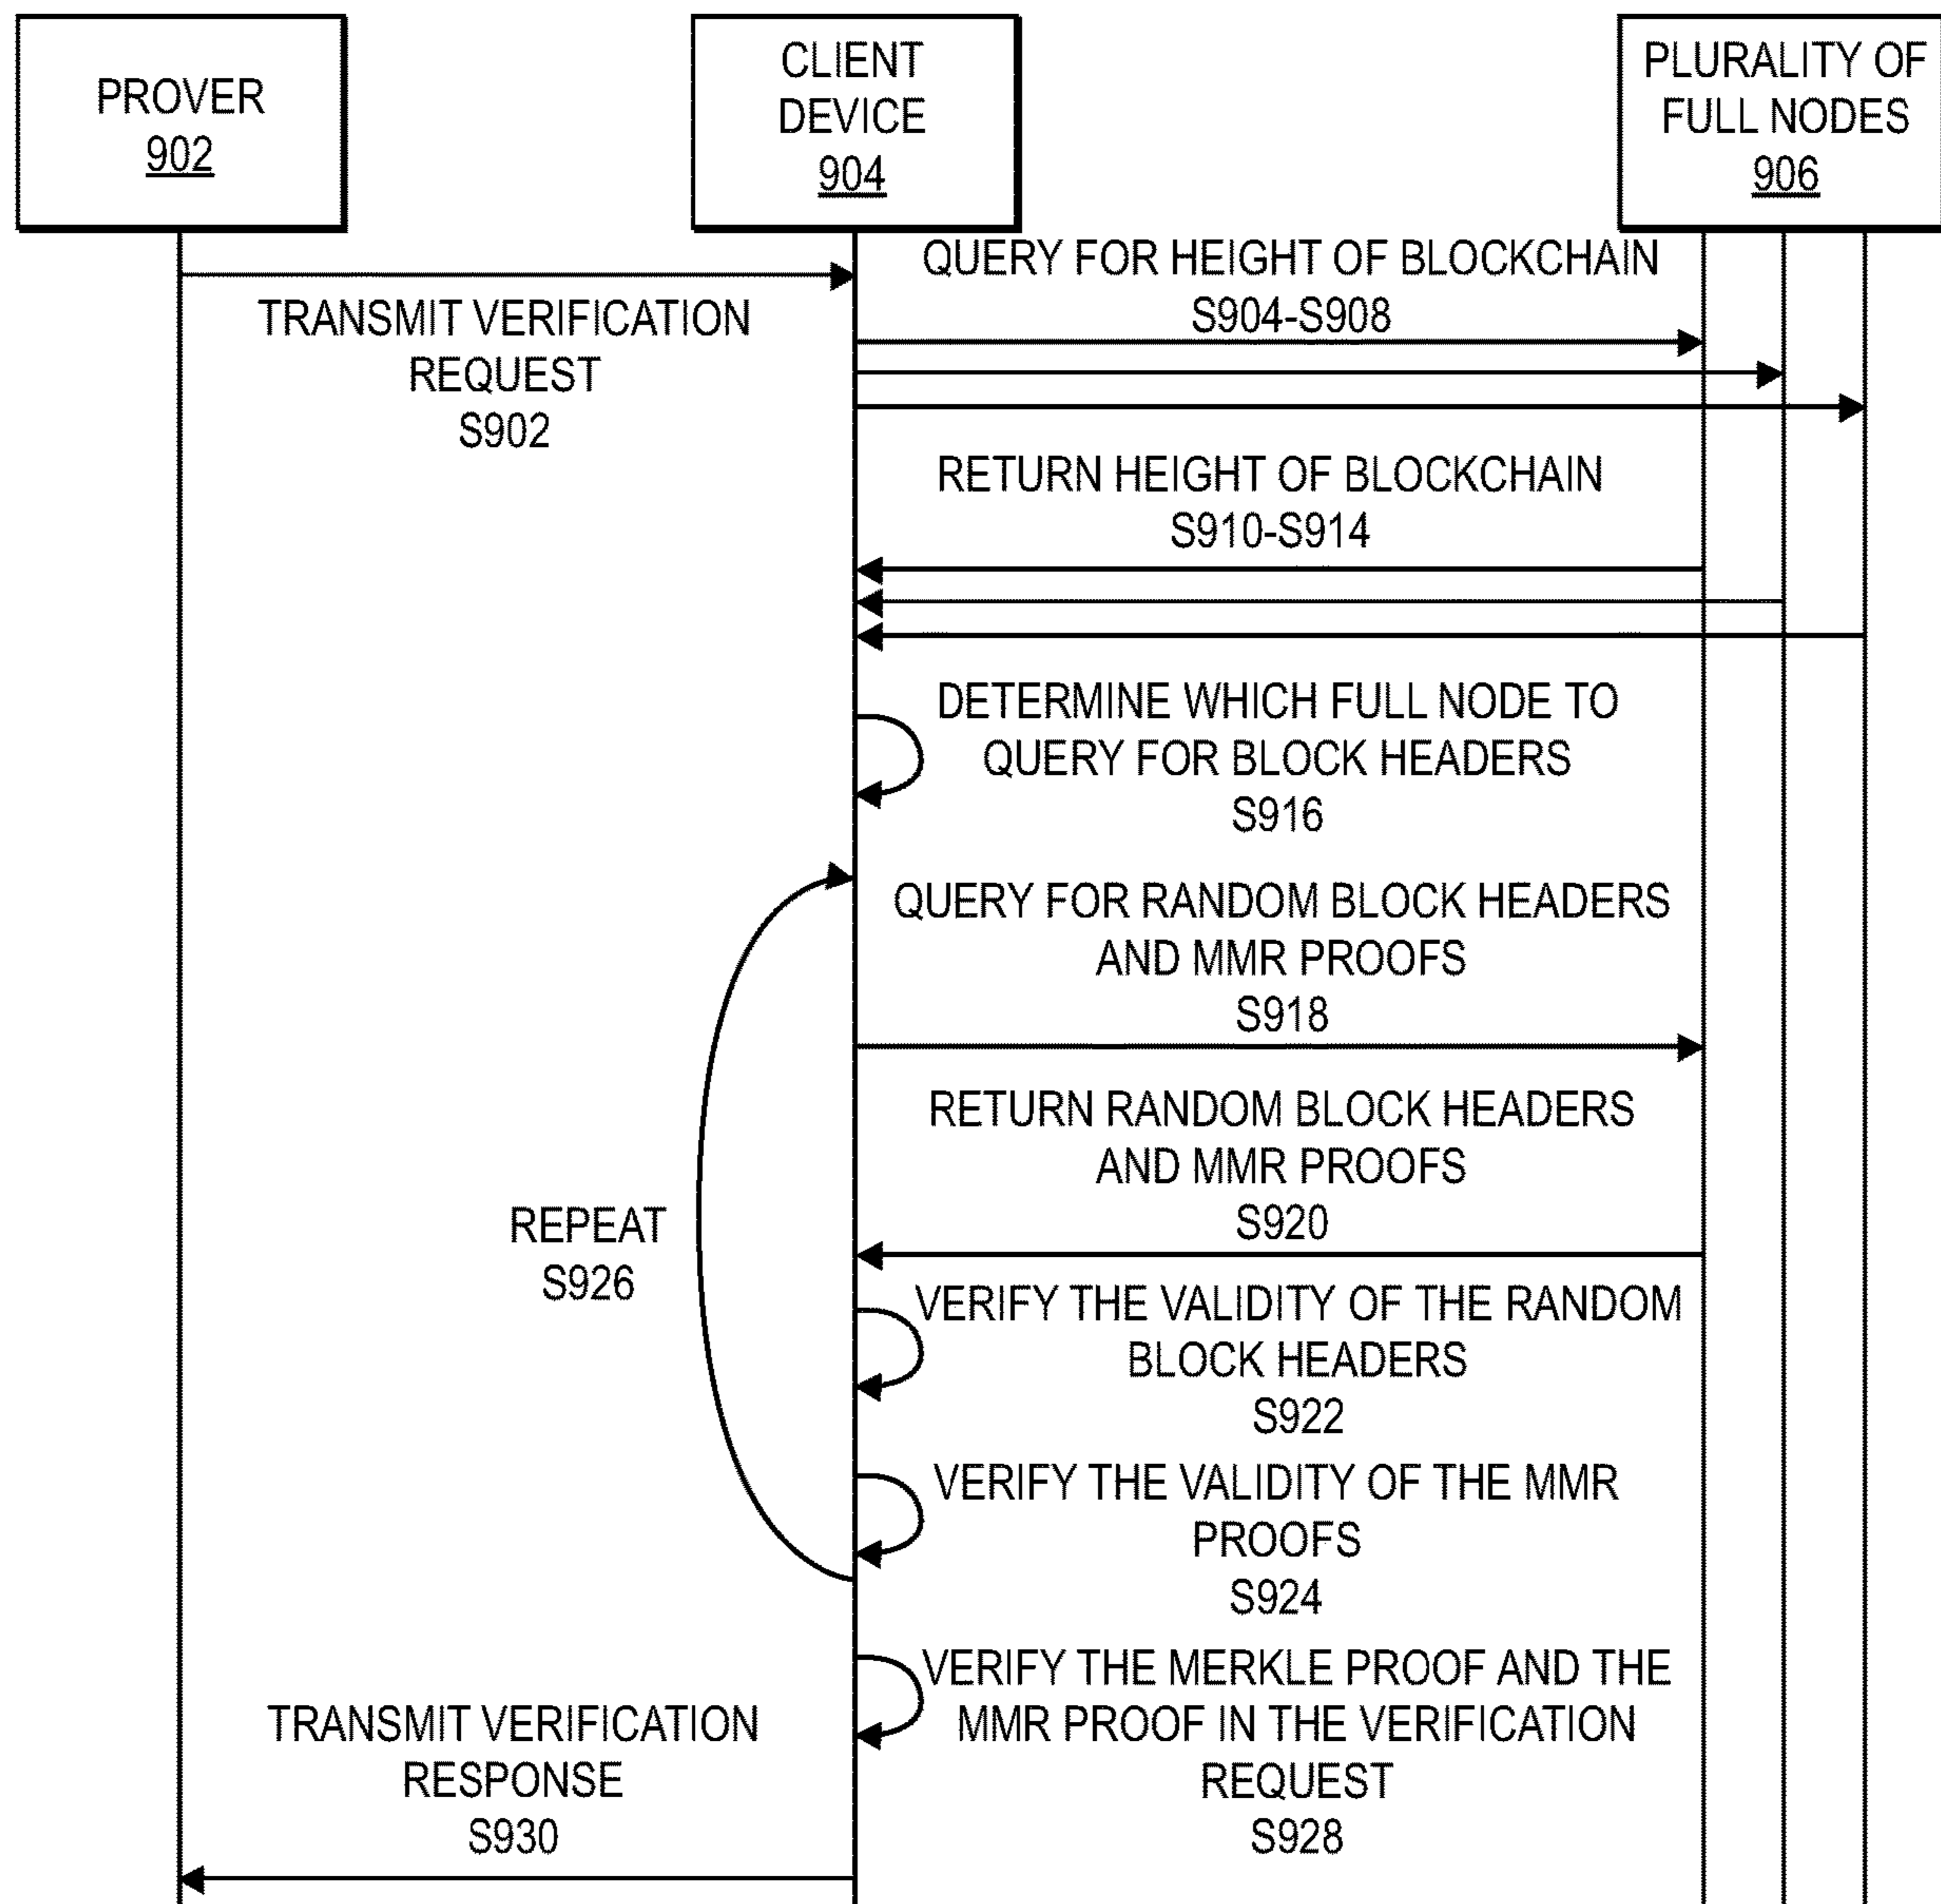 PROVER
902
CLIENT
DEVICE
904
PLURALITY OF
FULL NODES
906
QUERY FOR HEIGHT OF BLOCKCHAIN
S904-S908
TRANSMIT VERIFICATION
REQUEST
S902
RETURN HEIGHT OF BLOCKCHAIN
S910-S914
DETERMINE WHICH FULL NODE TO
QUERY FOR BLOCK HEADERS
S916
QUERY FOR RANDOM BLOCK HEADERS
AND MMR PROOFS
S918
RETURN RANDOM BLOCK HEADERS
AND MMR PROOFS
S920
REPEAT
S926
VERIFY THE VALIDITY OF THE RANDOM
BLOCK HEADERS
S922
VERIFY THE VALIDITY OF THE MMR
PROOFS
S924
VERIFY THE MERKLE PROOF AND THE
MMR PROOF IN THE VERIFICATION
REQUEST
S928
TRANSMIT VERIFICATION
RESPONSE
S930